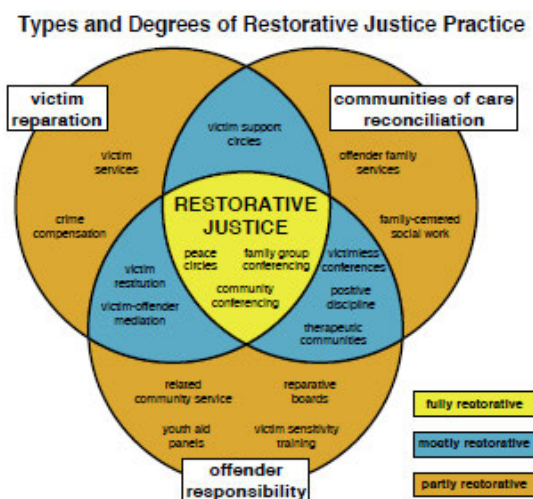 Types and Degrees of Restorative Justice Practice
victim
reparation
communities of care
reconciliation
victim support
circles
victim
services
offender family
services
crime
compensation
family-centered
social work
RESTORATIVE
JUSTICE
peace
circles
family group
conferencing
community
conferencing
victim
restitution
victim-offender
mediation
victimless
conferences
positive
discipline
therapeutic
communities
related
community service
reparative
boards
youth aid
panels
victim sensitivity
training
offender
responsibility
fully restorative
mostly restorative
partly restorative